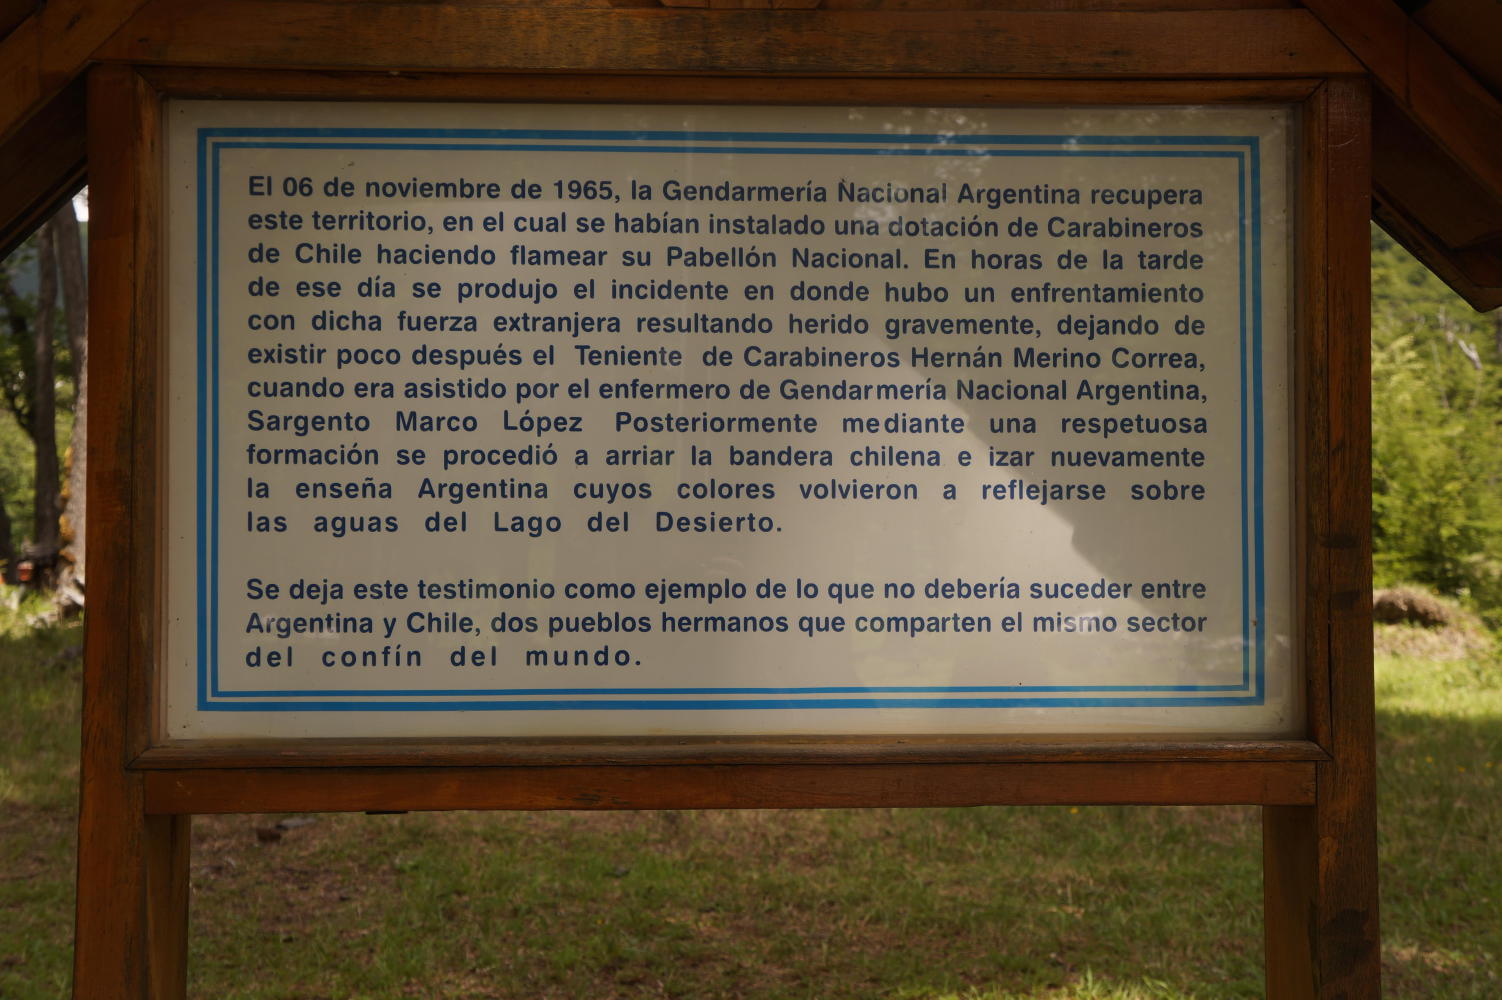 El 06 de noviembre de 1965, la Gendarmería Nacional Argentina recupera
este territorio, en el cual se habían instalado una dotación de Carabineros
de Chile haciendo flamear su Pabellón Nacional. En horas de la tarde
de ese día se produjo el incidente en donde hubo un enfrentamiento
con dicha fuerza extranjera resultando herido gravemente, dejando de
existir poco después el Teniente de Carabineros Hernán Merino Correa,
cuando era asistido por el enfermero de Gendarmería Nacional Argentina,
Sargento Marco López Posteriormente mediante una respetuosa
formación se procedió a arriar la bandera chilena e izar nuevamente
la enseña Argentina cuyos colores volvieron a reflejarse sobre
las aguas del Lago del Desierto.
Se deja este testimonio como ejemplo de lo que no debería suceder entre
Argentina y Chile, dos pueblos hermanos que comparten el mismo sector
del confín del mundo.